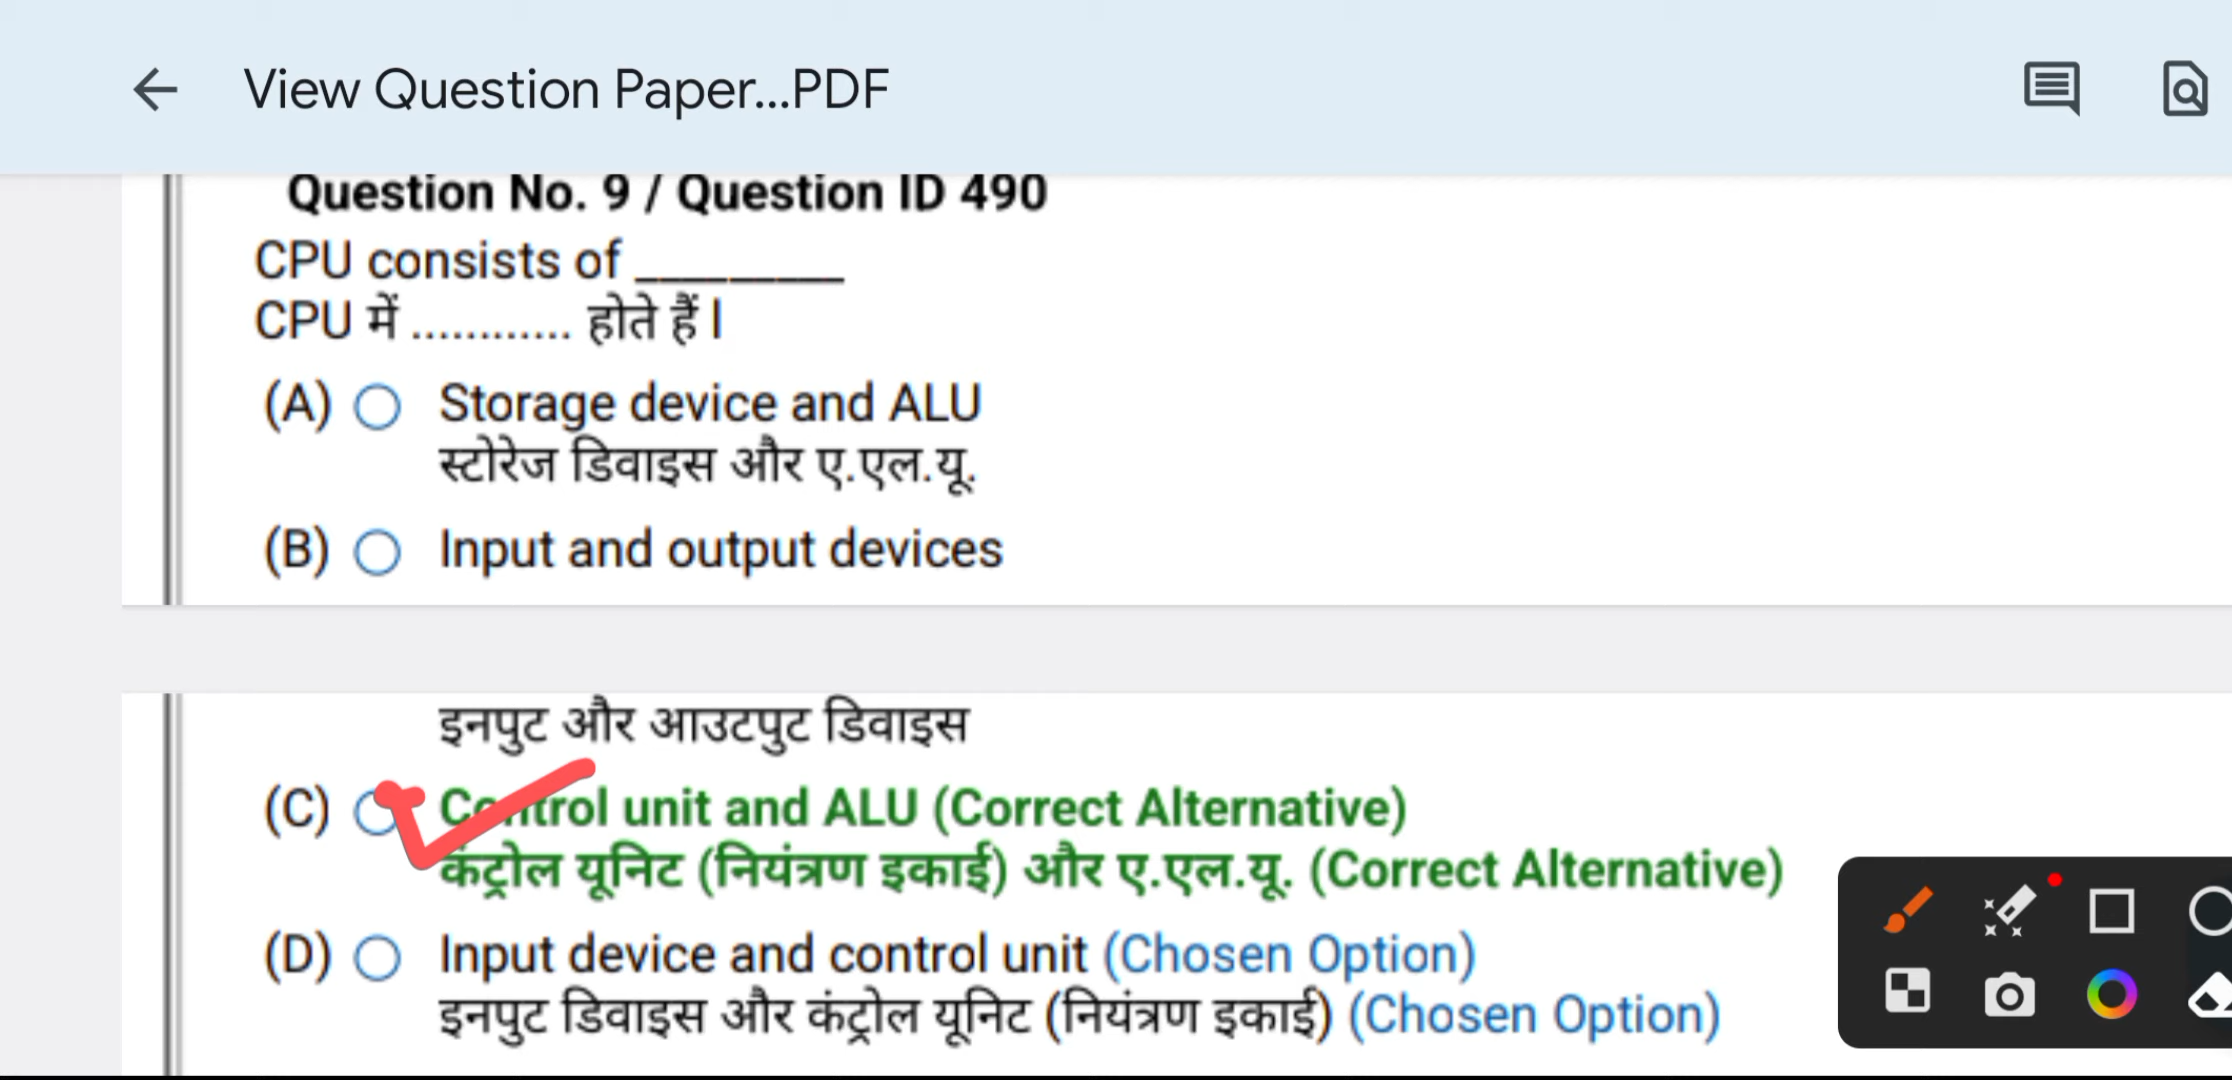 View Question Paper...PDF
Question No. 9 / Question ID 490
CPU consists of ________
CPU में ............ होते हैं।
(A) Storage device and ALU
स्टोरेज डिवाइस और ए.एल.यू.
(B) Input and output devices
इनपुट और आउटपुट डिवाइस
(C) Control unit and ALU (Correct Alternative)
कंट्रोल यूनिट (नियंत्रण इकाई) और ए.एल.यू. (Correct Alternative)
(D) Input device and control unit (Chosen Option)
इनपुट डिवाइस और कंट्रोल यूनिट (नियंत्रण इकाई) (Chosen Option)